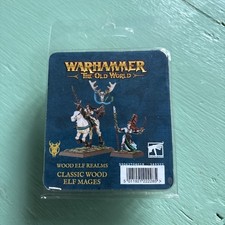 WARHAMMER
THE OLD WORLD
WOOD ELF REALMS
CLASSIC WOOD
ELF MAGES